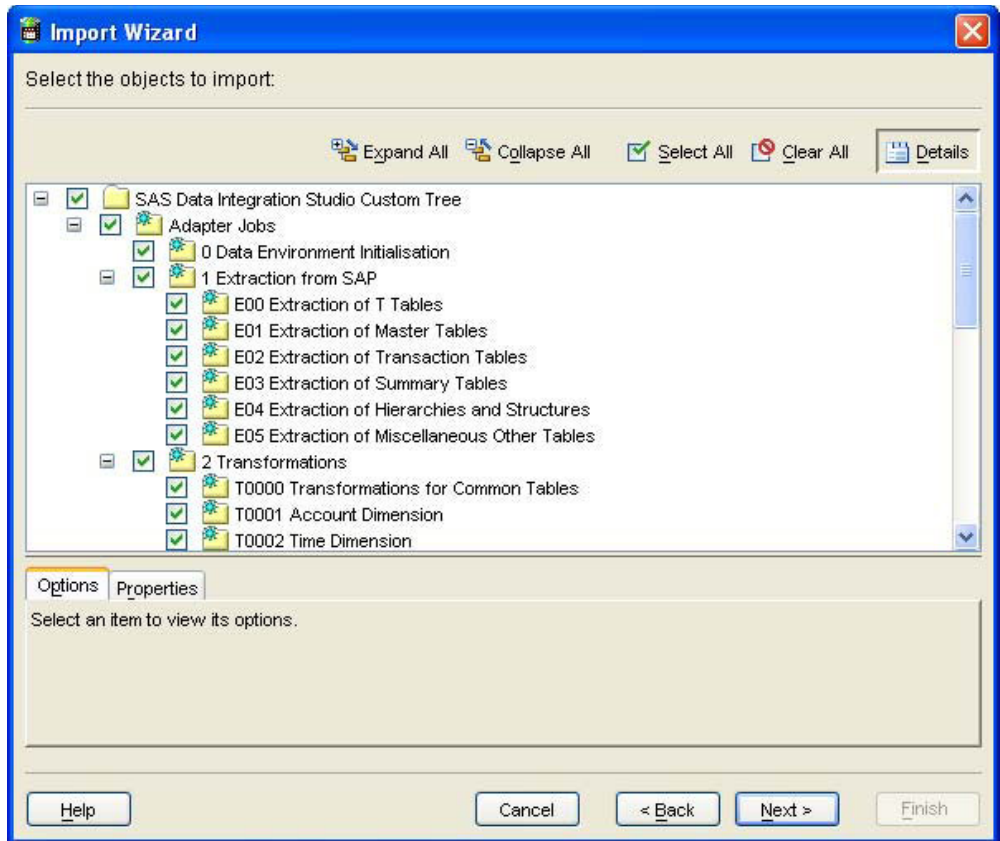 Import Wizard
Select the objects to import:
Expand All Collapse All Select All Clear All Details
SAS Data Integration Studio Custom Tree
Adapter Jobs
0 Data Environment Initialisation
1 Extraction from SAP
E00 Extraction of T Tables
E01 Extraction of Master Tables
E02 Extraction of Transaction Tables
E03 Extraction of Summary Tables
E04 Extraction of Hierarchies and Structures
E05 Extraction of Miscellaneous Other Tables
2 Transformations
T0000 Transformations for Common Tables
T0001 Account Dimension
T0002 Time Dimension
Options Properties
Select an item to view its options.
Help Cancel < Back Next > Finish